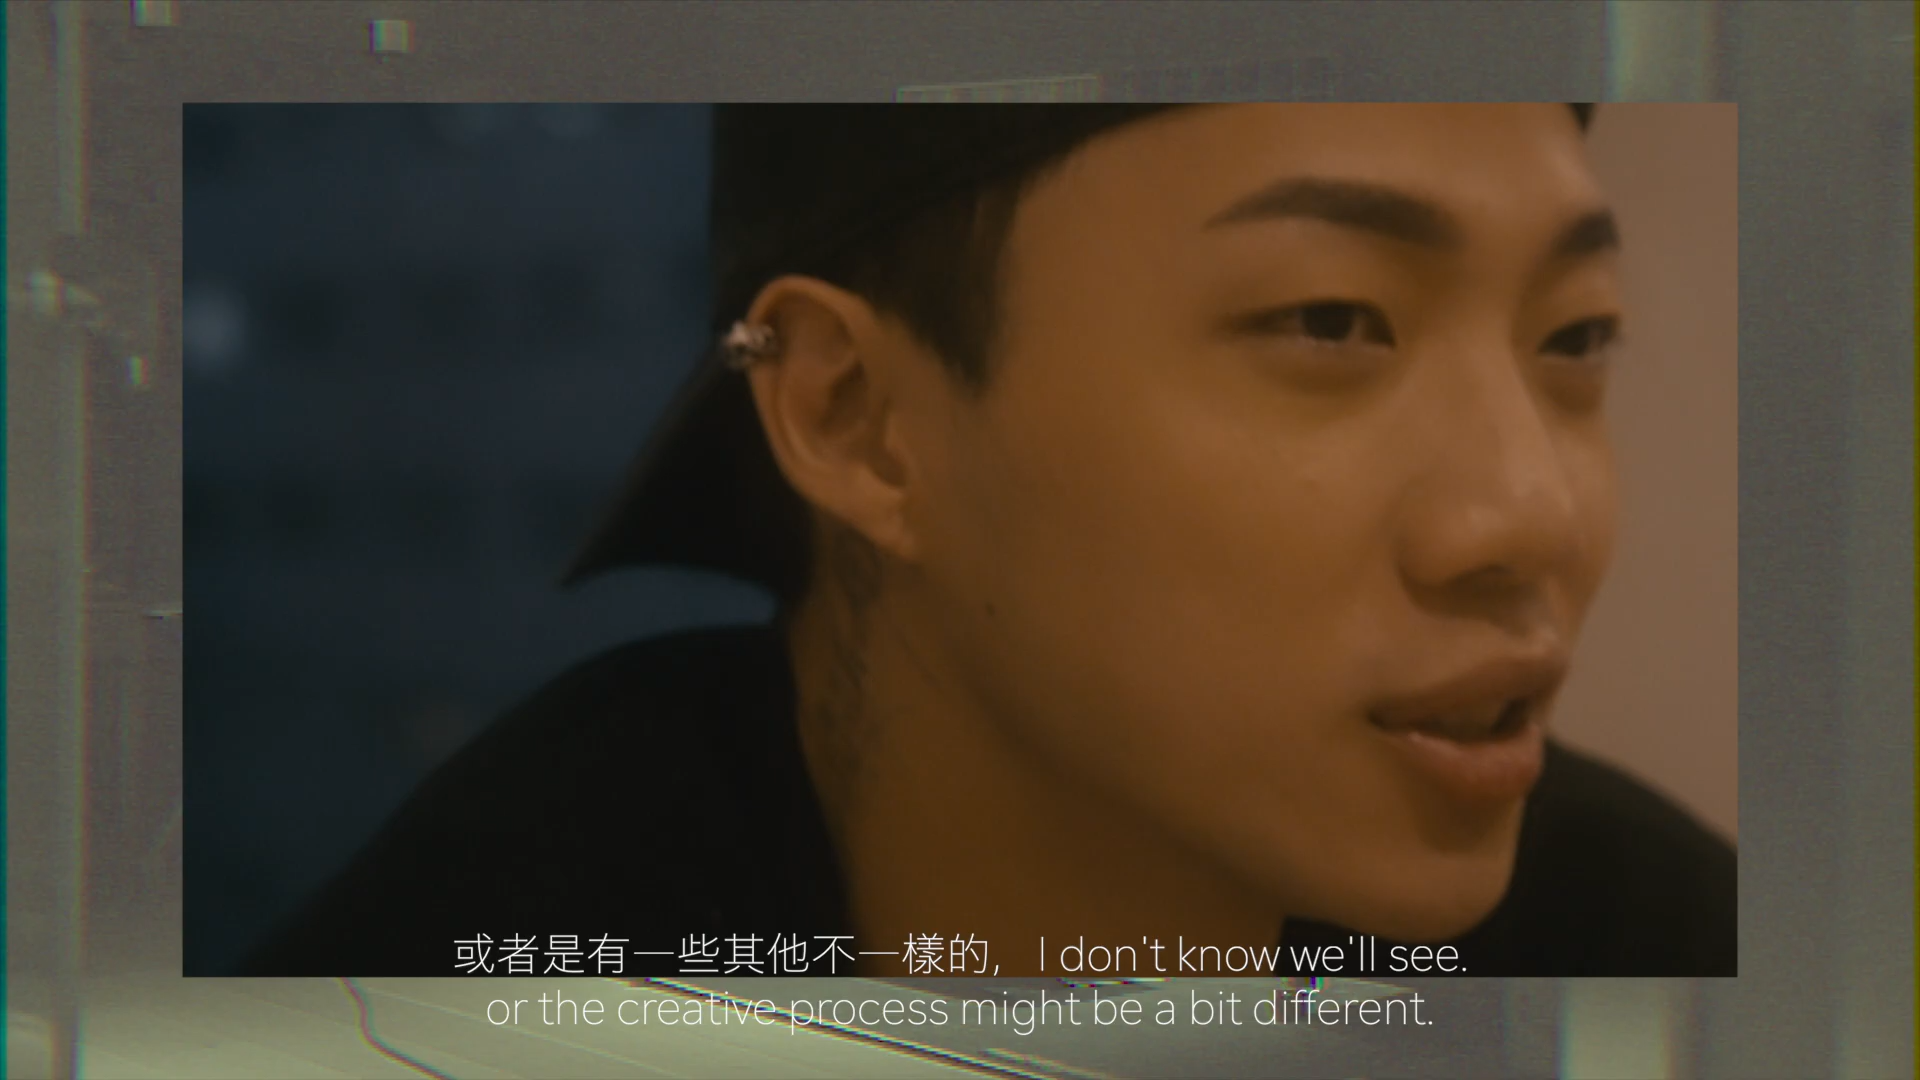 或者是有一些其他不一樣的，I don't know we'll see.
or the creative process might be a bit different.